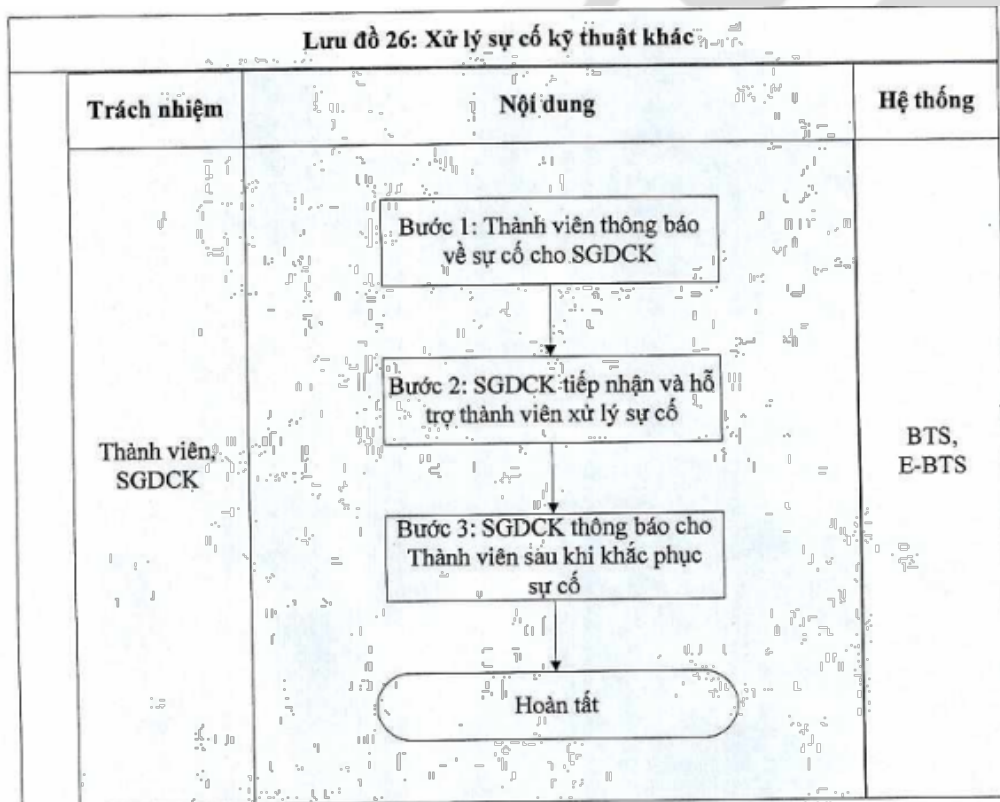 Lưu đồ 26: Xử lý sự cố kỹ thuật khác
Trách nhiệm
Nội dung
Hệ thống
Bước 1: Thành viên thông báo
về sự cố cho SGDCK
Bước 2: SGDCK tiếp nhận và hỗ
trợ thành viên xử lý sự cố
Thành viên,
SGDCK
BTS,
E-BTS
Bước 3: SGDCK thông báo cho
Thành viên sau khi khắc phục
sự cố
Hoàn tất